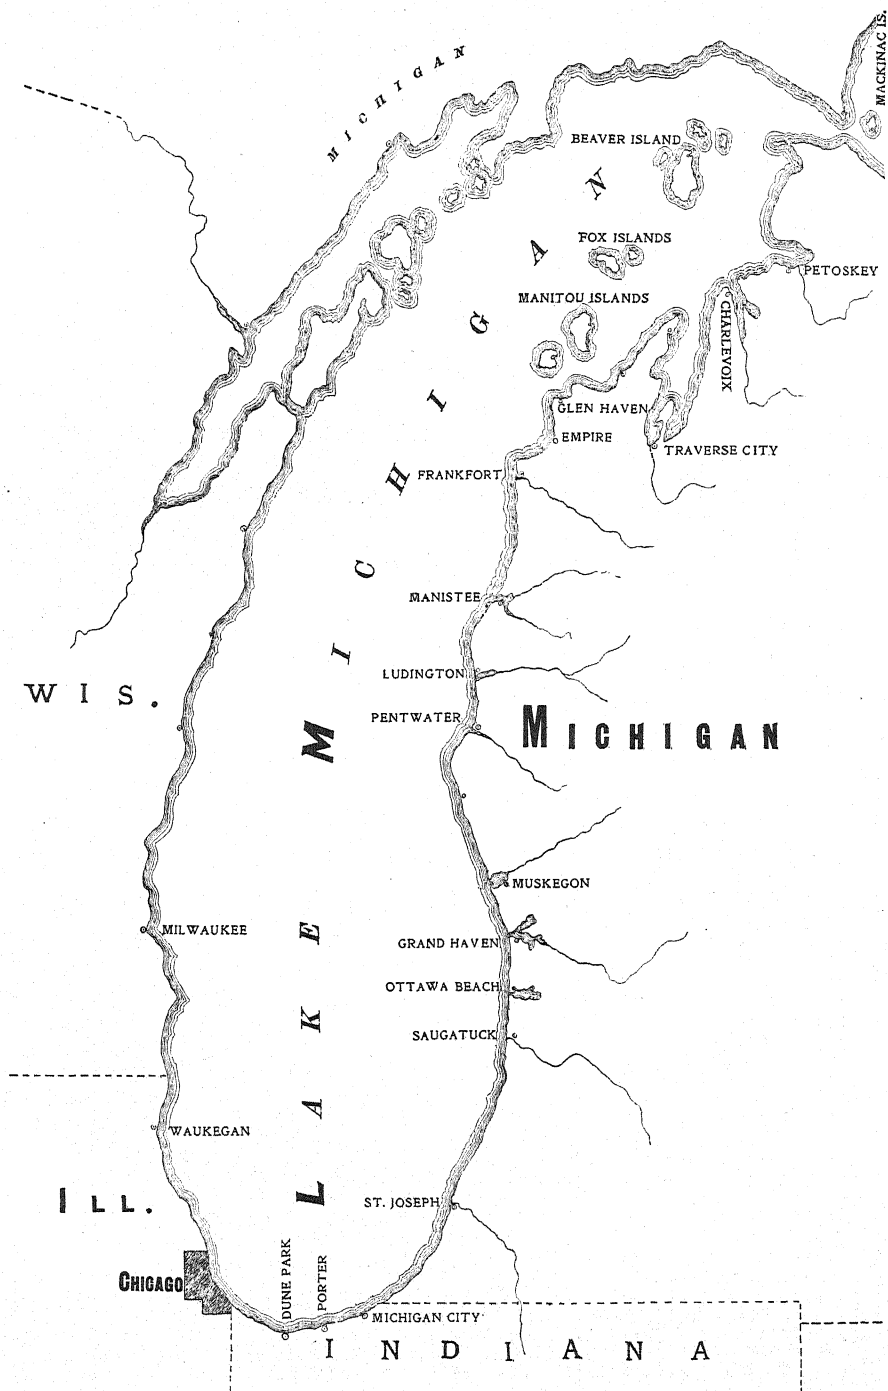 MICHIGAN
MACKINAC IS.
BEAVER ISLAND
FOX ISLANDS
PETOSKEY
MANITOU ISLANDS
CHARLEVOIX
GLEN HAVEN
EMPIRE
TRAVERSE CITY
FRANKFORT
MANISTEE
LUDINGTON
WIS.
PENTWATER
MICHIGAN
LAKE MICHIGAN
MUSKEGON
MILWAUKEE
GRAND HAVEN
OTTAWA BEACH
SAUGATUCK
WAUKEGAN
ILL.
ST. JOSEPH
CHICAGO
DUNE PARK
PORTER
MICHIGAN CITY
INDIANA